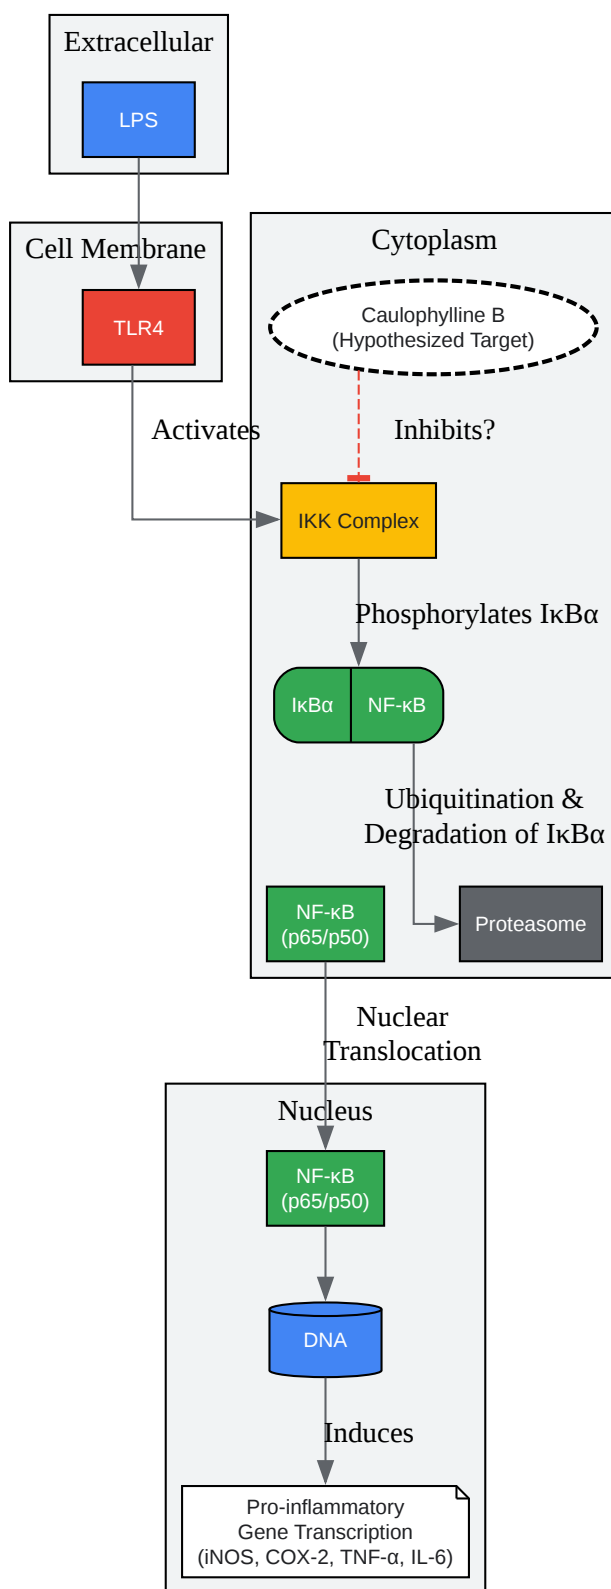 Extracellular
LPS
Cell Membrane
TLR4
Cytoplasm
Caulophylline B
(Hypothesized Target)
Activates
Inhibits?
IKK Complex
Phosphorylates IκBα
IκBα
NF-κB
Ubiquitination &
Degradation of IκBα
NF-κB
(p65/p50)
Proteasome
Nuclear
Translocation
Nucleus
NF-κB
(p65/p50)
DNA
Induces
Pro-inflammatory
Gene Transcription
(iNOS, COX-2, TNF-α, IL-6)